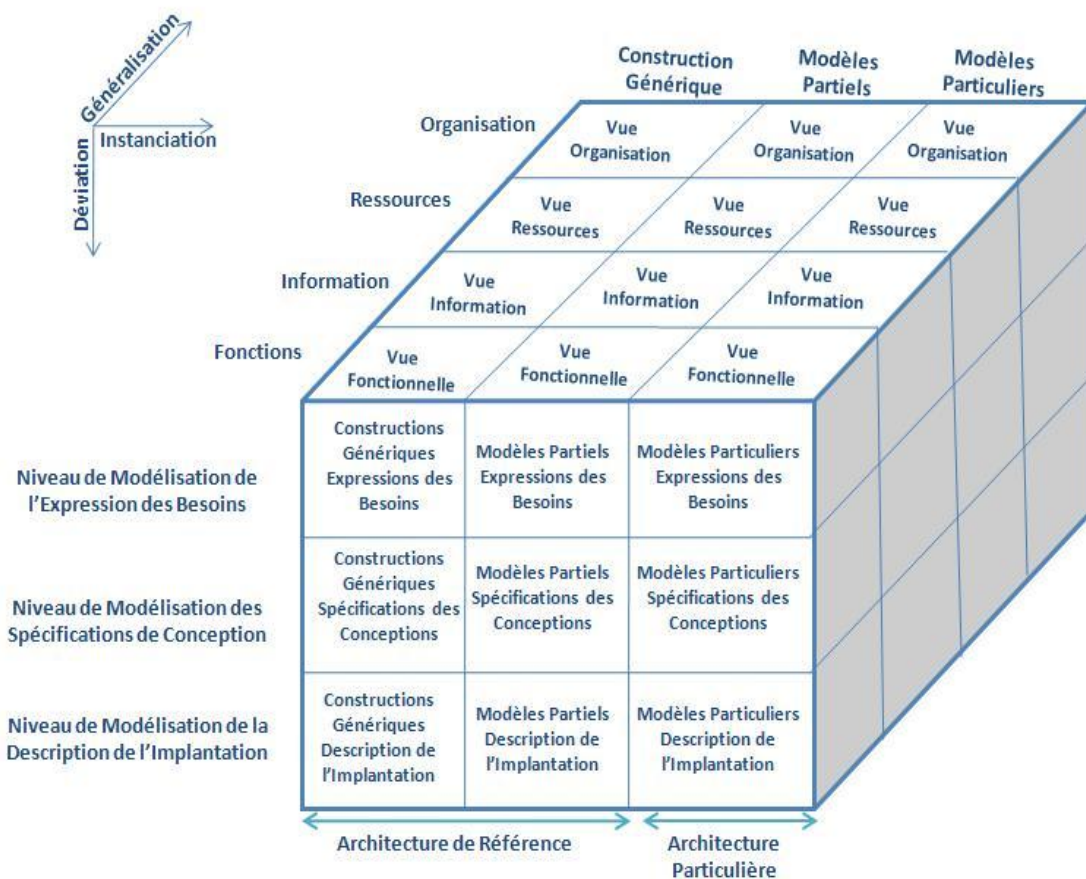 Généralisation
Instanciation
Déviation
Construction
Générique
Modèles
Partiels
Modèles
Particuliers
Organisation
Vue
Organisation
Vue
Organisation
Vue
Organisation
Ressources
Vue
Ressources
Vue
Ressources
Vue
Ressources
Information
Vue
Information
Vue
Information
Vue
Information
Fonctions
Vue
Fonctionnelle
Vue
Fonctionnelle
Vue
Fonctionnelle
Niveau de Modélisation de
l'Expression des Besoins
Constructions
Génériques
Expressions des
Besoins
Modèles Partiels
Expressions des
Besoins
Modèles Particuliers
Expressions des
Besoins
Niveau de Modélisation des
Spécifications de Conception
Constructions
Génériques
Spécifications des
Conceptions
Modèles Partiels
Spécifications des
Conceptions
Modèles Particuliers
Spécifications des
Conceptions
Niveau de Modélisation de la
Description de l'Implantation
Constructions
Génériques
Description de
l'Implantation
Modèles Partiels
Description de
l'Implantation
Modèles Particuliers
Description de
l'Implantation
Architecture de Référence
Architecture
Particulière